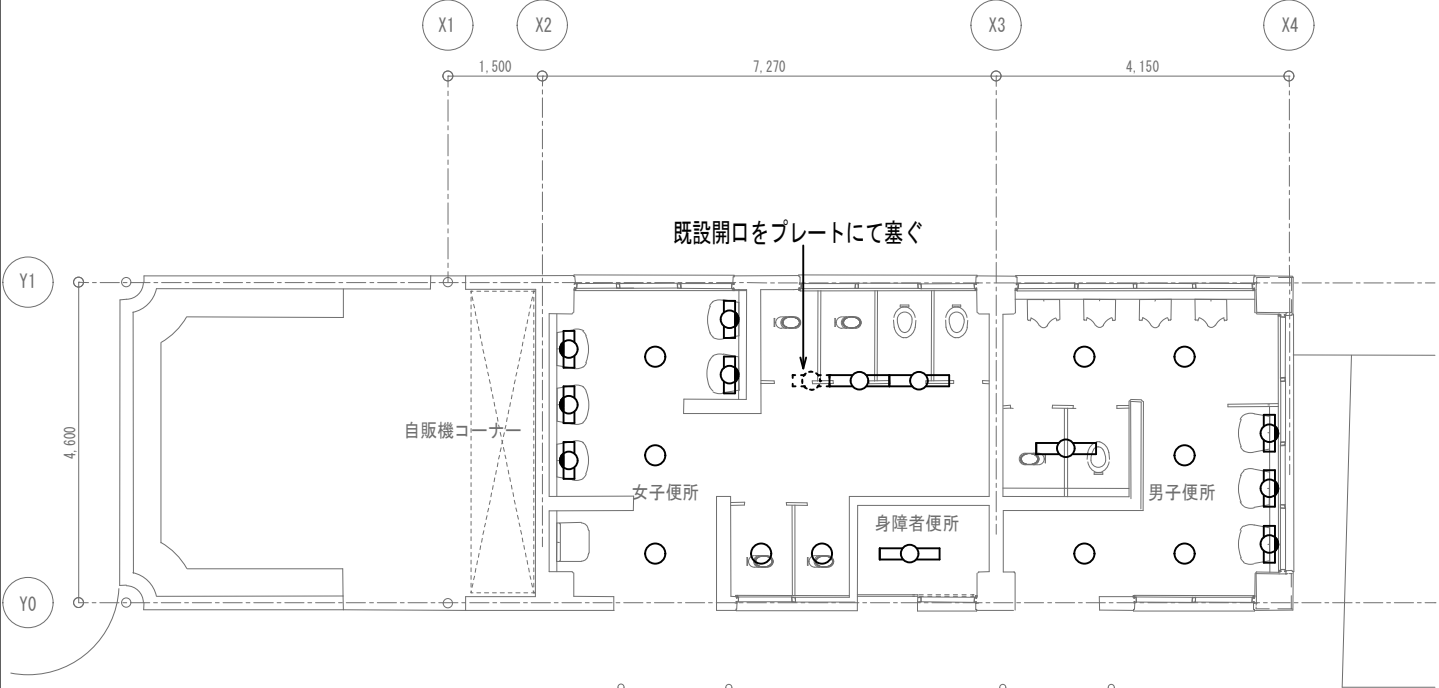 X1
X2
X3
X4
1,500
7,270
4,150
既設開口をプレートにて塞ぐ
Y1
4,600
自販機コーナー
女子便所
身障者便所
男子便所
Y0